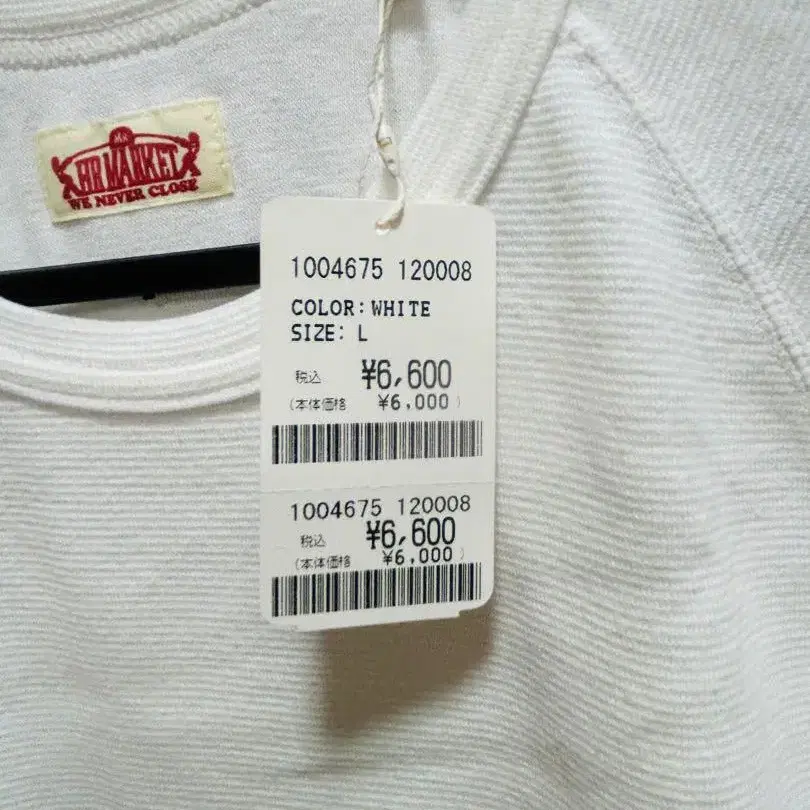 HR MARKET
WE NEVER CLOSE
1004675 120008
COLOR:WHITE
SIZE: L
税込 ¥6,600
(本体価格 ¥6,000)
1004675 120008
税込 ¥6,600
(本体価格 ¥6,000)